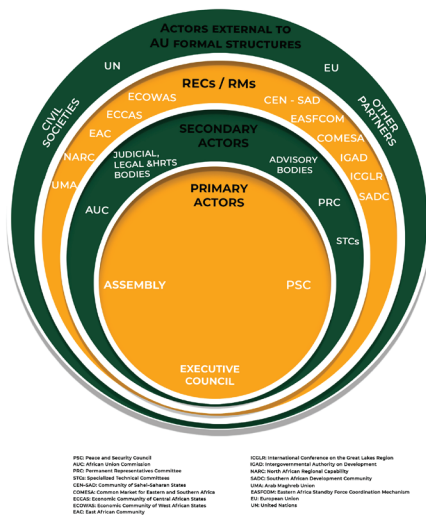 ACTORS EXTERNAL TO
AU FORMAL STRUCTURES
UN
EU
CIVIL
SOCIETIES
OTHER
PARTNERS
RECs / RMs
ECOWAS
CEN - SAD
ECCAS
EASFCOM
EAC
COMESA
NARC
IGAD
UMA
ICGLR
SADC
SECONDARY
ACTORS
JUDICIAL,
LEGAL &HRTS
BODIES
ADVISORY
BODIES
AUC
PRC
STCs
PRIMARY
ACTORS
ASSEMBLY
PSC
EXECUTIVE
COUNCIL
PSC: Peace and Security Council
AUC: African Union Commission
PRC: Permanent Representatives Committee
STCs: Specialized Technical Committees
CEN-SAD: Community of Sahel-Saharan States
COMESA: Common Market for Eastern and Southern Africa
ECCAS: Economic Community of Central African States
ECOWAS: Economic Community of West African States
EAC: East African Community
ICGLR: International Conference on the Great Lakes Region
IGAD: Intergovernmental Authority on Development
NARC: North African Regional Capability
SADC: Southern African Development Community
UMA: Arab Maghreb Union
EASFCOM: Eastern Africa Standby Force Coordination Mechanism
EU: European Union
UN: United Nations